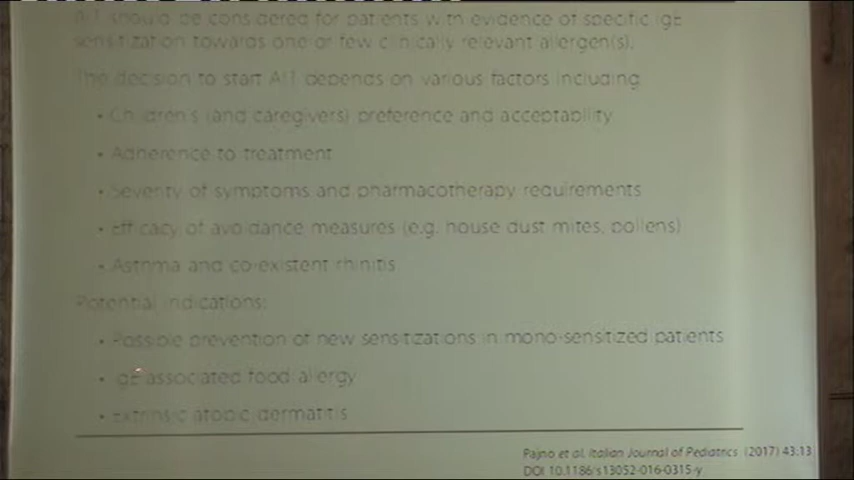 AIT should be considered for patients with evidence of specific IgE
sensitization towards one or few clinically relevant allergen(s).
The decision to start AIT depends on various factors including
• Children's (and caregivers) preference and acceptability
• Adherence to treatment
• Severity of symptoms and pharmacotherapy requirements
• Efficacy of avoidance measures (e.g. house dust mites, pollens)
• Asthma and co-existent rhinitis
Potential indications:
• Possible prevention of new sensitizations in mono-sensitized patients
• IgE associated food allergy
• Extrinsic atopic dermatitis
Pajno et al. Italian Journal of Pediatrics (2017) 43:13
DOI 10.1186/s13052-016-0315-y